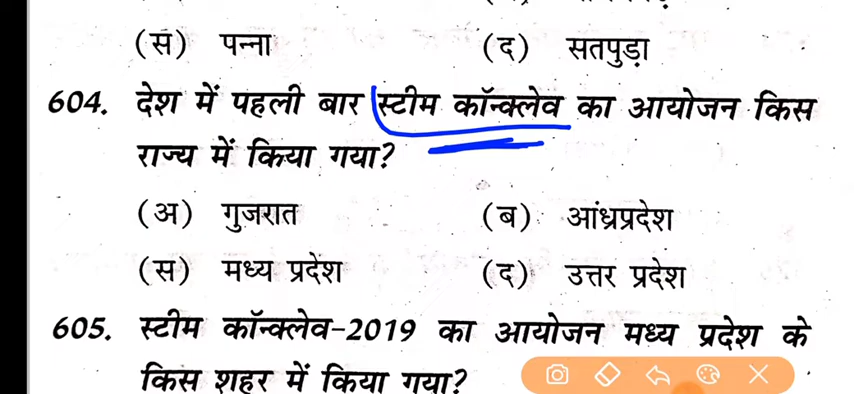 (स) पन्ना (द) सतपुड़ा
604. देश में पहली बार स्टीम कॉन्क्लेव का आयोजन किस
राज्य में किया गया?
(अ) गुजरात (ब) आंध्रप्रदेश
(स) मध्य प्रदेश (द) उत्तर प्रदेश
605. स्टीम कॉन्क्लेव-2019 का आयोजन मध्य प्रदेश के
किस शहर में किया गया?